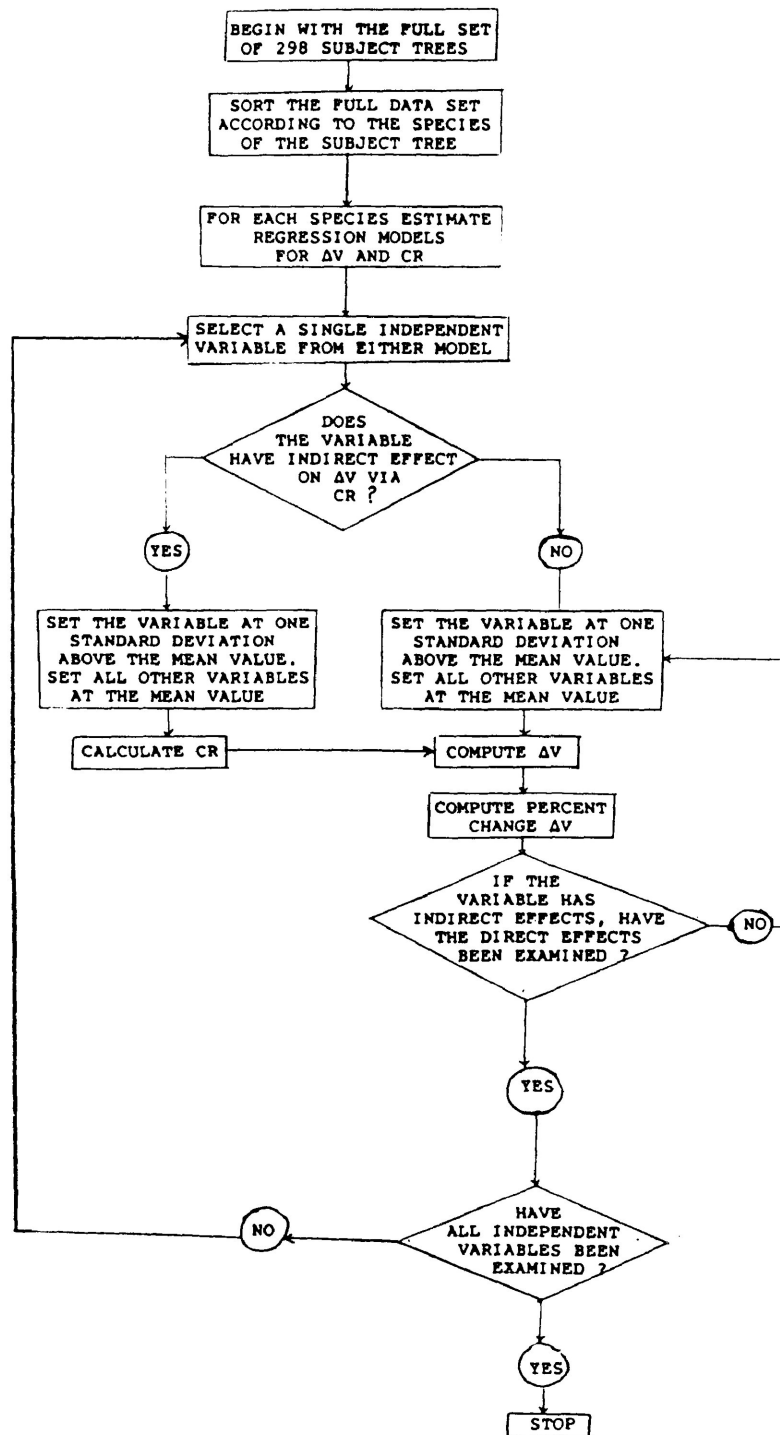 BEGIN WITH THE FULL SET
OF 298 SUBJECT TREES
SORT THE FULL DATA SET
ACCORDING TO THE SPECIES
OF THE SUBJECT TREE
FOR EACH SPECIES ESTIMATE
REGRESSION MODELS
FOR ΔV AND CR
SELECT A SINGLE INDEPENDENT
VARIABLE FROM EITHER MODEL
DOES
THE VARIABLE
HAVE INDIRECT EFFECT
ON ΔV VIA
CR ?
YES
NO
SET THE VARIABLE AT ONE
STANDARD DEVIATION
ABOVE THE MEAN VALUE.
SET ALL OTHER VARIABLES
AT THE MEAN VALUE
SET THE VARIABLE AT ONE
STANDARD DEVIATION
ABOVE THE MEAN VALUE.
SET ALL OTHER VARIABLES
AT THE MEAN VALUE
CALCULATE CR
COMPUTE ΔV
COMPUTE PERCENT
CHANGE ΔV
IF THE
VARIABLE HAS
INDIRECT EFFECTS, HAVE
THE DIRECT EFFECTS
BEEN EXAMINED ?
NO
YES
HAVE
ALL INDEPENDENT
VARIABLES BEEN
EXAMINED ?
NO
YES
STOP